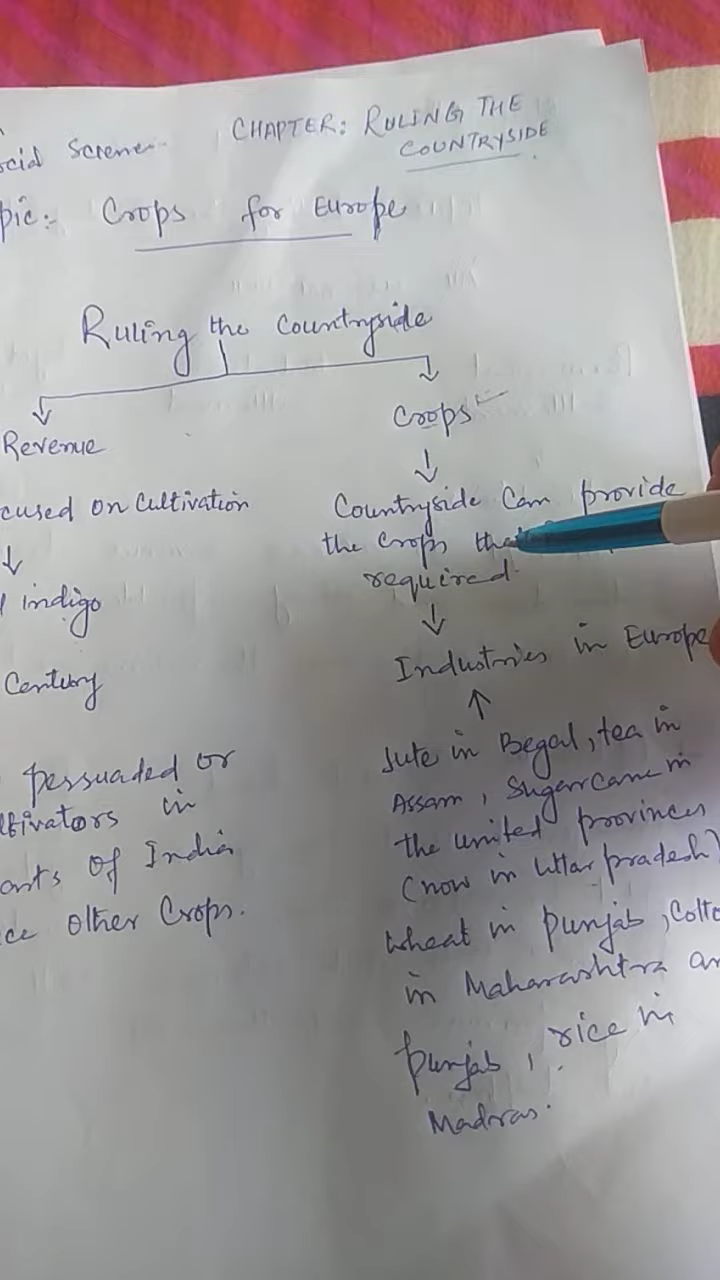 CHAPTER: RULING THE
COUNTRYSIDE
ocial Science
pic: Crops for Europe
Ruling the Countryside
Revenue
cused on Cultivation
indigo
Century
perssuaded or
ltivators in
arts of India
ce other Crops.
Crops
Countryside Can provide
the Crops
required.
Industries in Europe
Jute in Begal, tea in
Assam, Sugarcane in
the united provinces
(now in Uttar pradesh)
wheat in punjab, Cotto
in Maharashtra an
punjab, rice in
Madras.